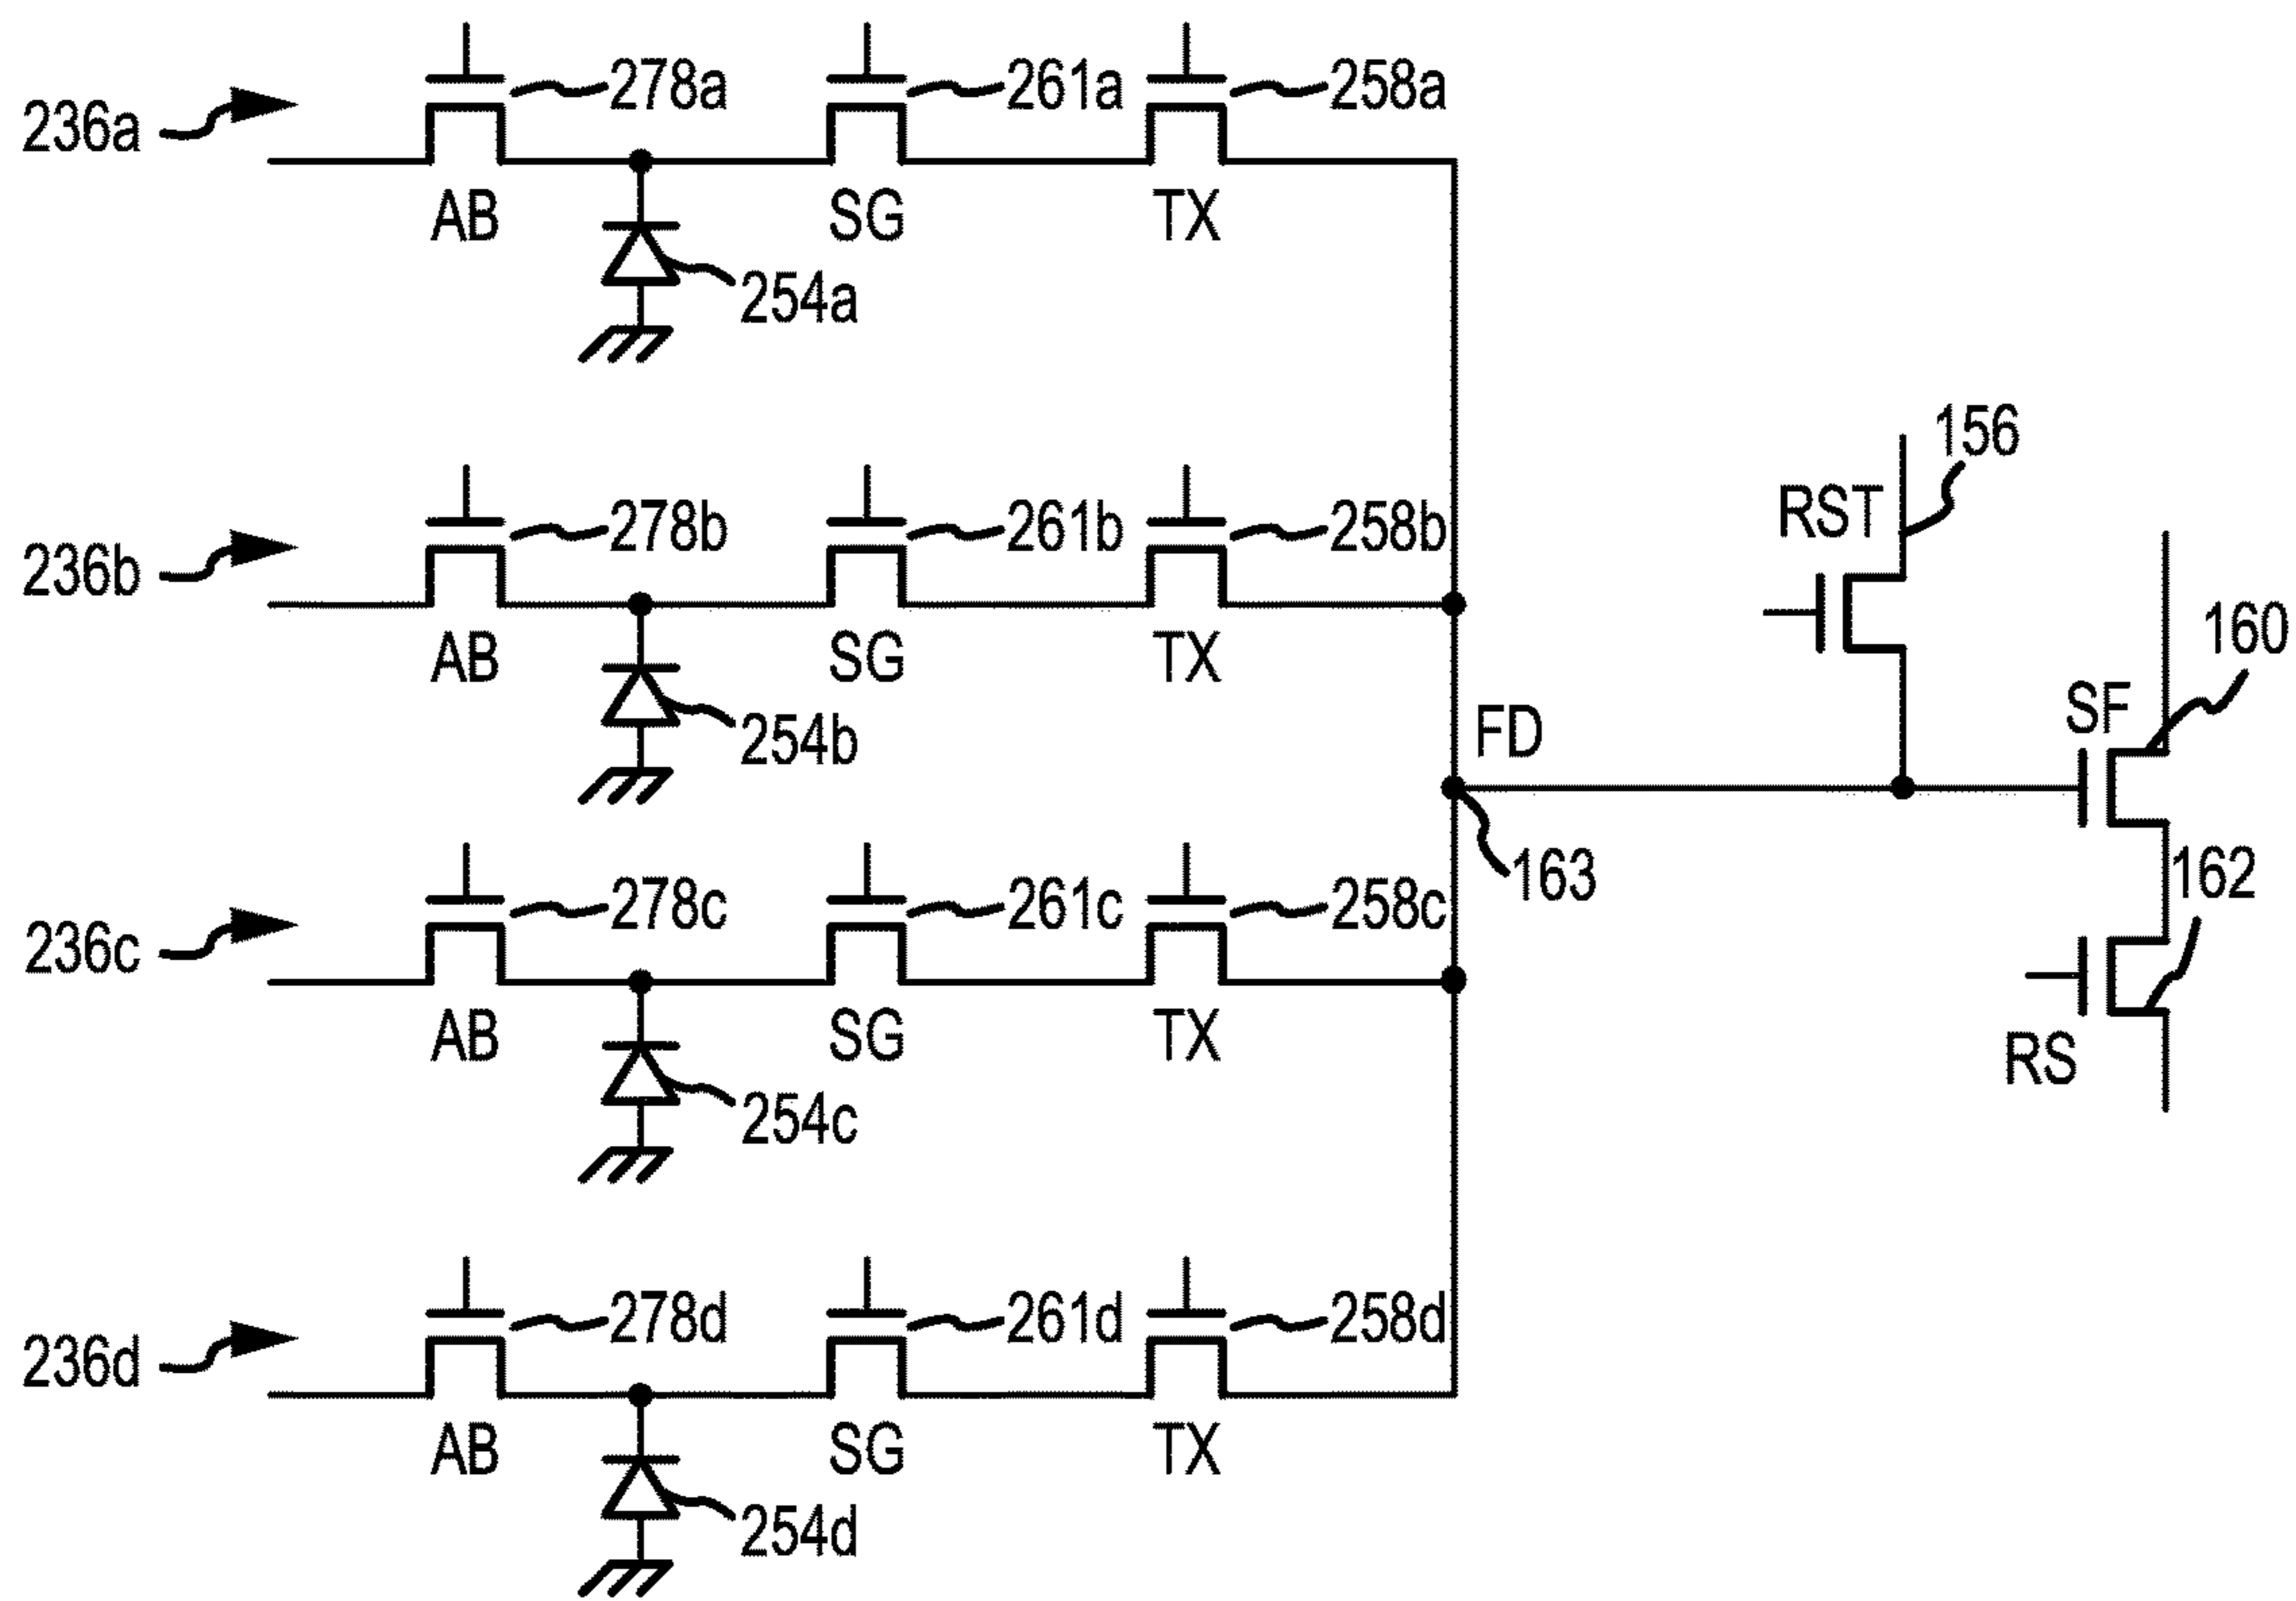 278a
261a
258a
236a
AB
SG
TX
254a
156
RST
278b
261b
258b
236b
160
AB
SG
TX
SF
FD
254b
162
163
278c
261c
258c
236c
AB
SG
TX
RS
254c
278d
261d
258d
236d
AB
SG
TX
254d